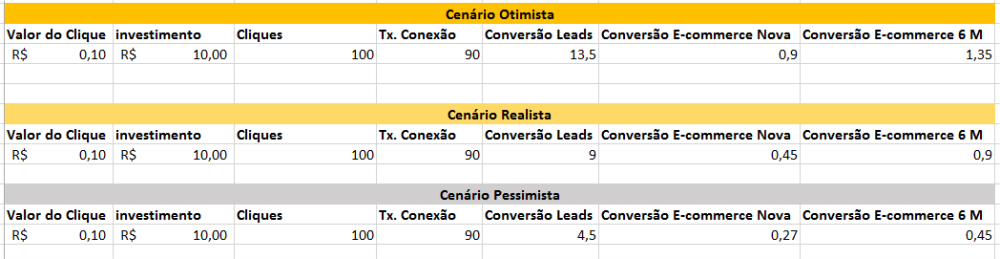 Cenário Otimista
Valor do Clique investimento Cliques Tx. Conexão Conversão Leads Conversão E-commerce Nova Conversão E-commerce 6 M
R$ 0,10 R$ 10,00 100 90 13,5 0,9 1,35
Cenário Realista
Valor do Clique investimento Cliques Tx. Conexão Conversão Leads Conversão E-commerce Nova Conversão E-commerce 6 M
R$ 0,10 R$ 10,00 100 90 9 0,45 0,9
Cenário Pessimista
Valor do Clique investimento Cliques Tx. Conexão Conversão Leads Conversão E-commerce Nova Conversão E-commerce 6 M
R$ 0,10 R$ 10,00 100 90 4,5 0,27 0,45